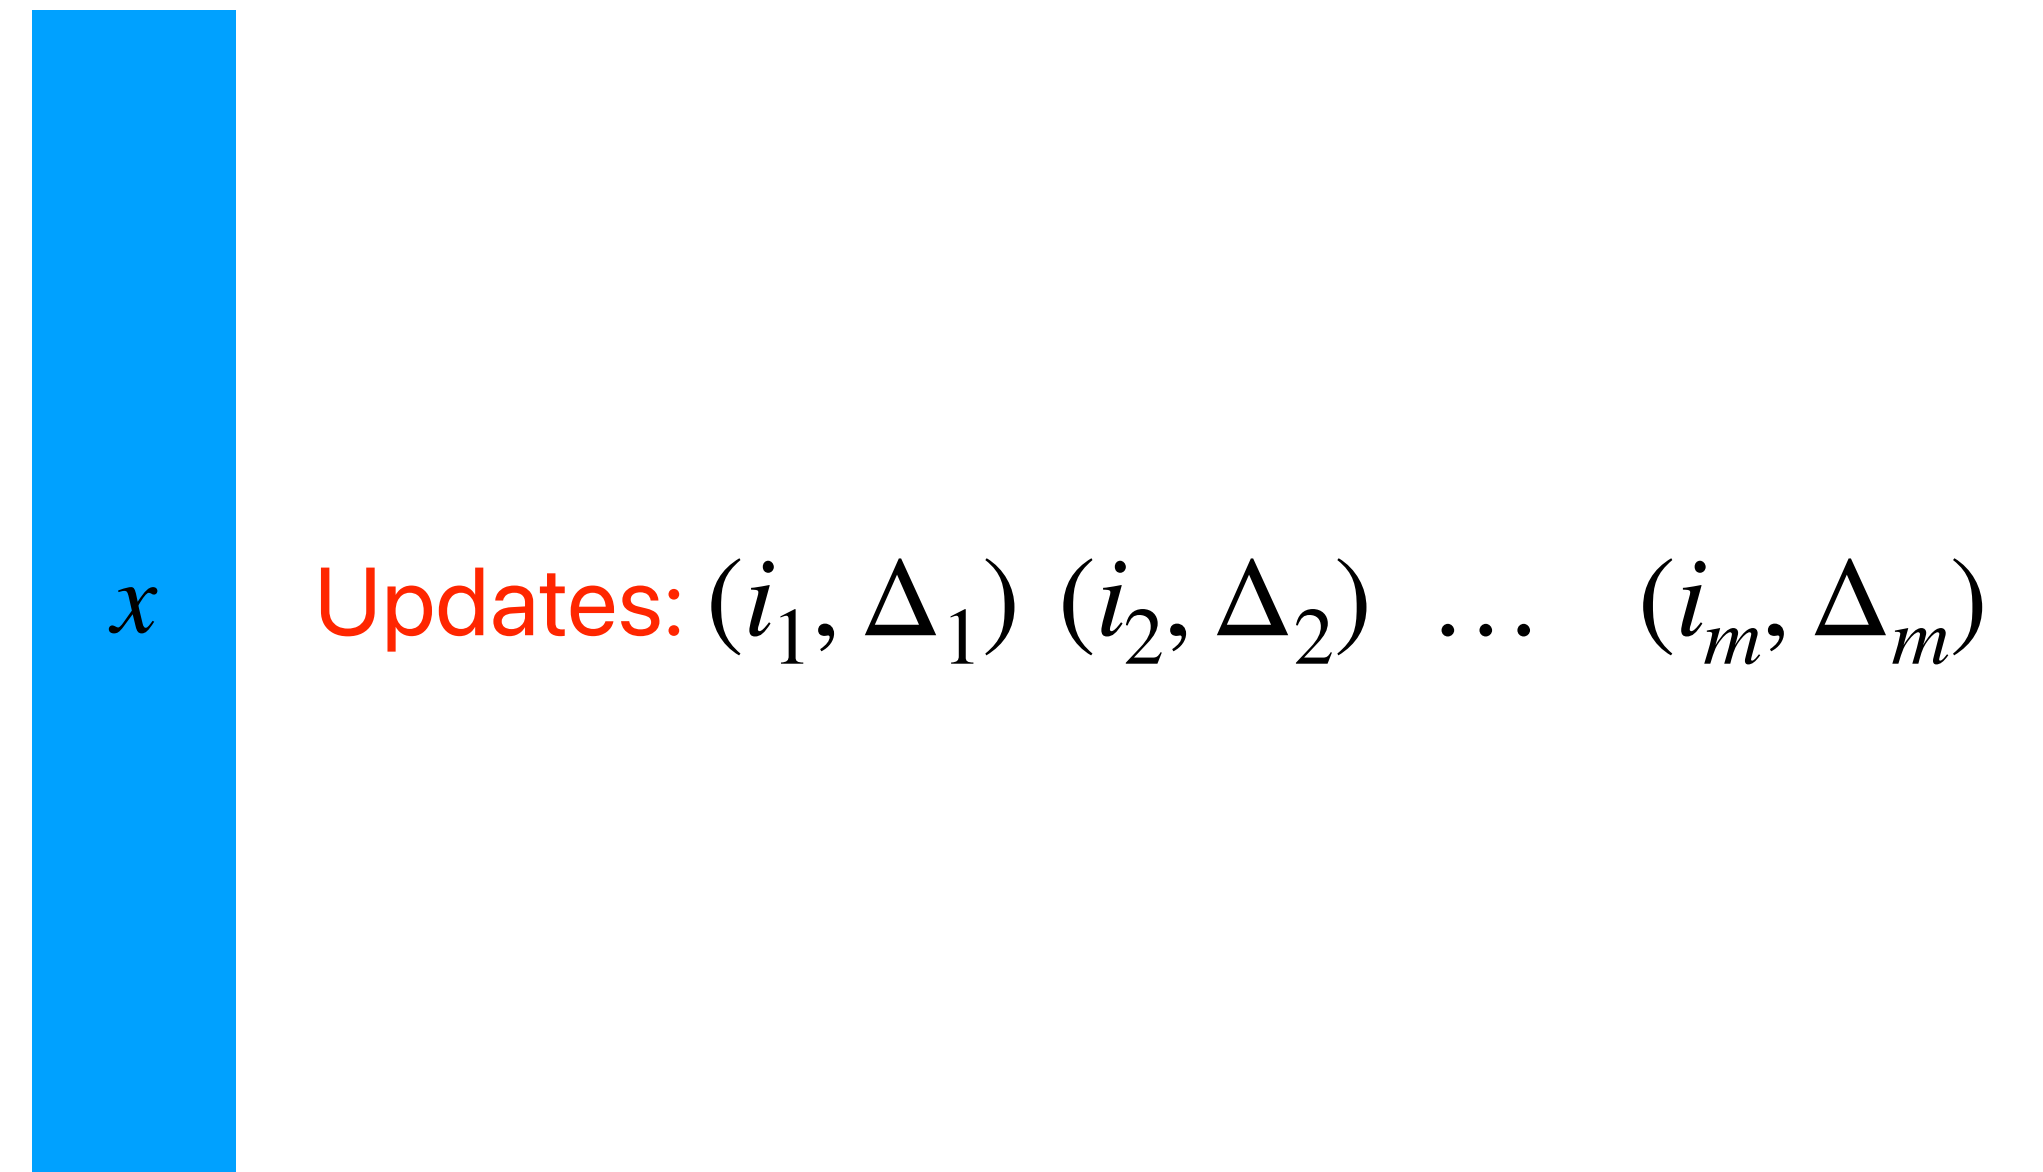 x
Updates: (i₁, Δ₁) (i₂, Δ₂) … (iₘ, Δₘ)